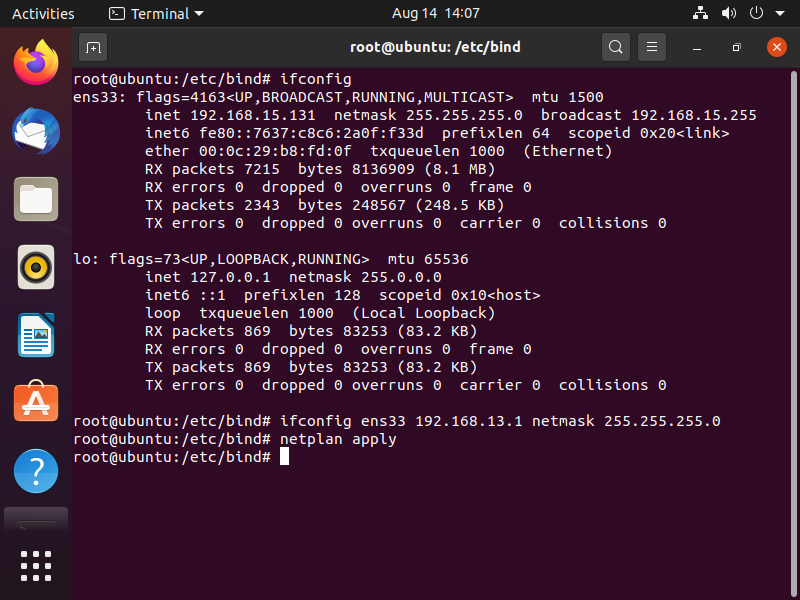 Activities
Terminal
Aug 14  14:07
root@ubuntu: /etc/bind
root@ubuntu:/etc/bind# ifconfig
ens33: flags=4163<UP,BROADCAST,RUNNING,MULTICAST>  mtu 1500
        inet 192.168.15.131  netmask 255.255.255.0  broadcast 192.168.15.255
        inet6 fe80::7637:c8c6:2a0f:f33d  prefixlen 64  scopeid 0x20<link>
        ether 00:0c:29:b8:fd:0f  txqueuelen 1000  (Ethernet)
        RX packets 7215  bytes 8136909 (8.1 MB)
        RX errors 0  dropped 0  overruns 0  frame 0
        TX packets 2343  bytes 248567 (248.5 KB)
        TX errors 0  dropped 0 overruns 0  carrier 0  collisions 0
lo: flags=73<UP,LOOPBACK,RUNNING>  mtu 65536
        inet 127.0.0.1  netmask 255.0.0.0
        inet6 ::1  prefixlen 128  scopeid 0x10<host>
        loop  txqueuelen 1000  (Local Loopback)
        RX packets 869  bytes 83253 (83.2 KB)
        RX errors 0  dropped 0  overruns 0  frame 0
        TX packets 869  bytes 83253 (83.2 KB)
        TX errors 0  dropped 0 overruns 0  carrier 0  collisions 0
root@ubuntu:/etc/bind# ifconfig ens33 192.168.13.1 netmask 255.255.255.0
root@ubuntu:/etc/bind# netplan apply
root@ubuntu:/etc/bind#